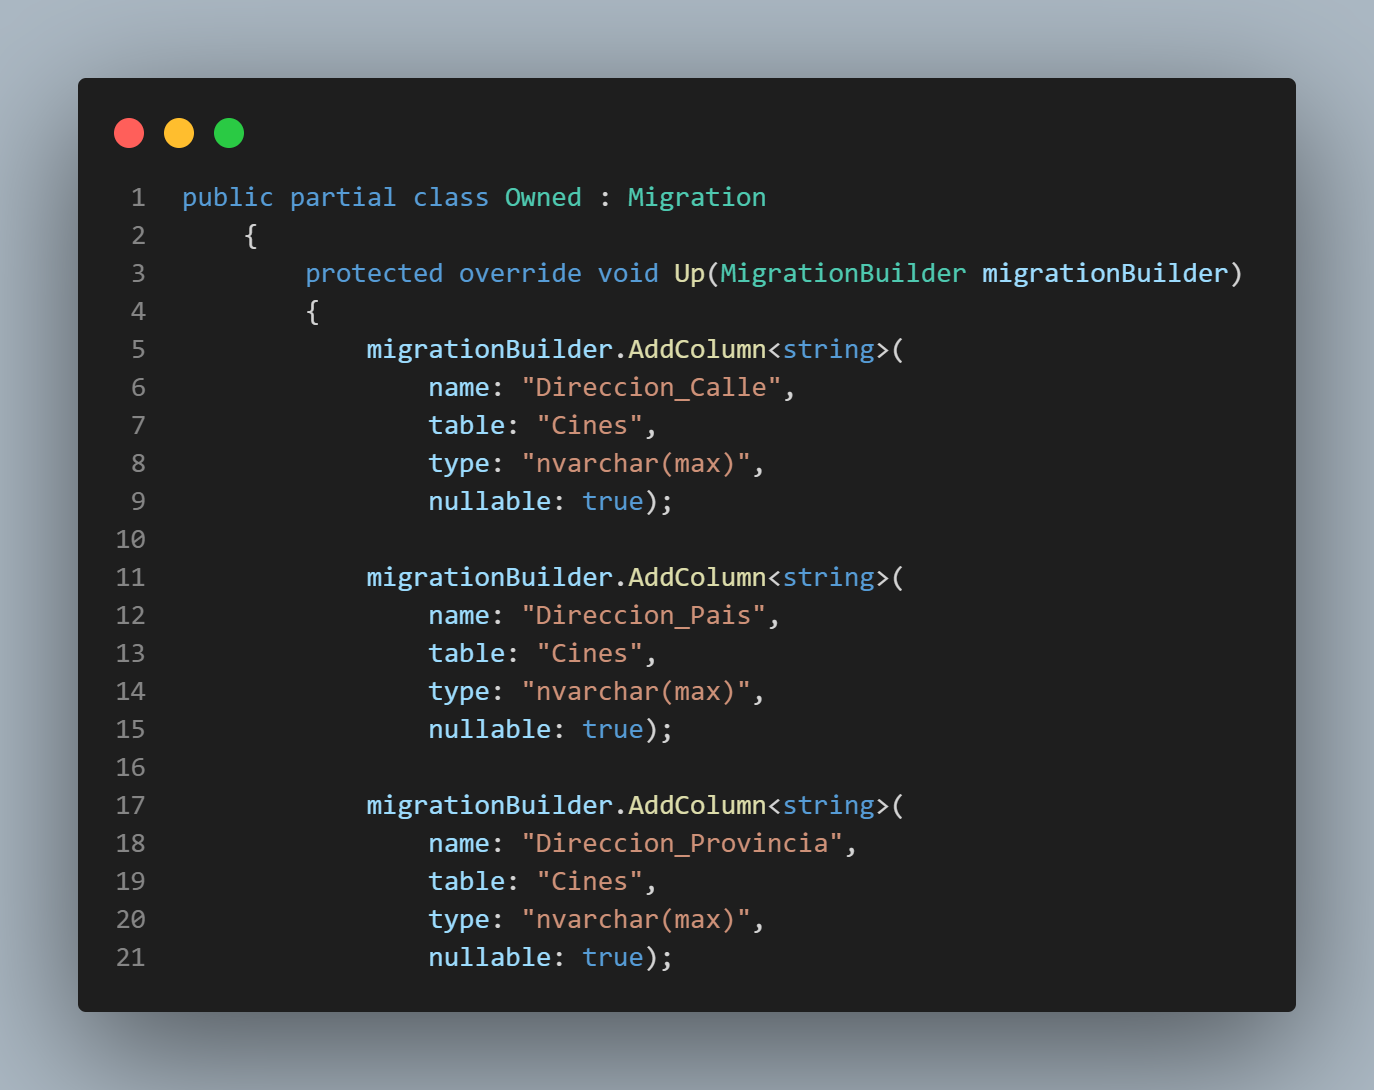 1 public partial class Owned : Migration
2     {
3         protected override void Up(MigrationBuilder migrationBuilder)
4         {
5             migrationBuilder.AddColumn<string>(
6                 name: "Direccion_Calle",
7                 table: "Cines",
8                 type: "nvarchar(max)",
9                 nullable: true);
10
11             migrationBuilder.AddColumn<string>(
12                 name: "Direccion_Pais",
13                 table: "Cines",
14                 type: "nvarchar(max)",
15                 nullable: true);
16
17             migrationBuilder.AddColumn<string>(
18                 name: "Direccion_Provincia",
19                 table: "Cines",
20                 type: "nvarchar(max)",
21                 nullable: true);